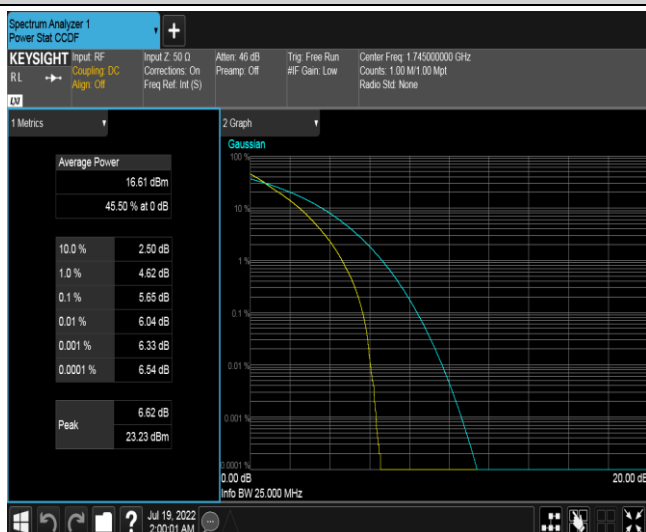 Spectrum Analyzer 1
Power Stat CCDF
+
KEYSIGHT
RL
LXI
Input: RF
Coupling: DC
Align: Off
Input Z: 50 Ω
Corrections: On
Freq Ref: Int (S)
Atten: 46 dB
Preamp: Off
Trig: Free Run
#IF Gain: Low
Center Freq: 1.745000000 GHz
Counts: 1.00 M/1.00 Mpt
Radio Std: None
1 Metrics
Average Power
16.61 dBm
45.50 % at 0 dB
10.0 % 2.50 dB
1.0 % 4.62 dB
0.1 % 5.65 dB
0.01 % 6.04 dB
0.001 % 6.33 dB
0.0001 % 6.54 dB
Peak
6.62 dB
23.23 dBm
2 Graph
Gaussian
100 %
10 %
1 %
0.1 %
0.01 %
0.001 %
0.0001 %
0.00 dB
20.00 dB
Info BW 25.000 MHz
?
Jul 19, 2022
2:00:01 AM